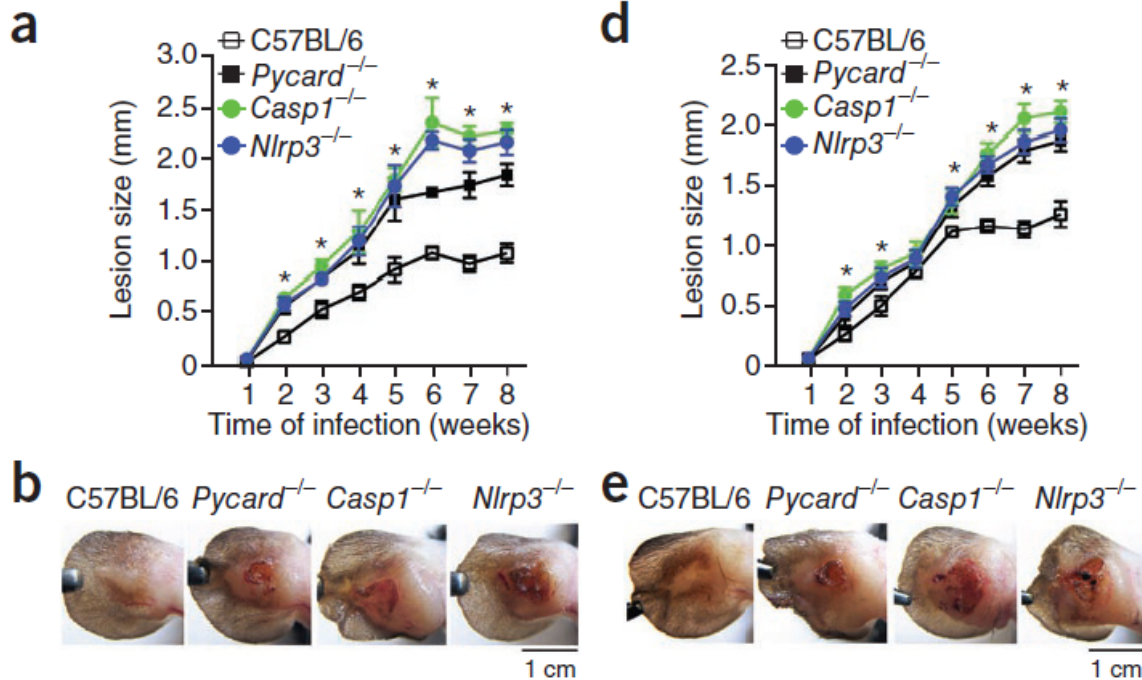 a
C57BL/6
Pycard−/−
Casp1−/−
Nlrp3−/−
Lesion size (mm)
3.0
2.5
2.0
1.5
1.0
0.5
0
* * * * * * *
1 2 3 4 5 6 7 8
Time of infection (weeks)
d
C57BL/6
Pycard−/−
Casp1−/−
Nlrp3−/−
Lesion size (mm)
2.5
2.0
1.5
1.0
0.5
0
* * * * * *
1 2 3 4 5 6 7 8
Time of infection (weeks)
b
C57BL/6 Pycard−/− Casp1−/− Nlrp3−/−
1 cm
e
C57BL/6 Pycard−/− Casp1−/− Nlrp3−/−
1 cm